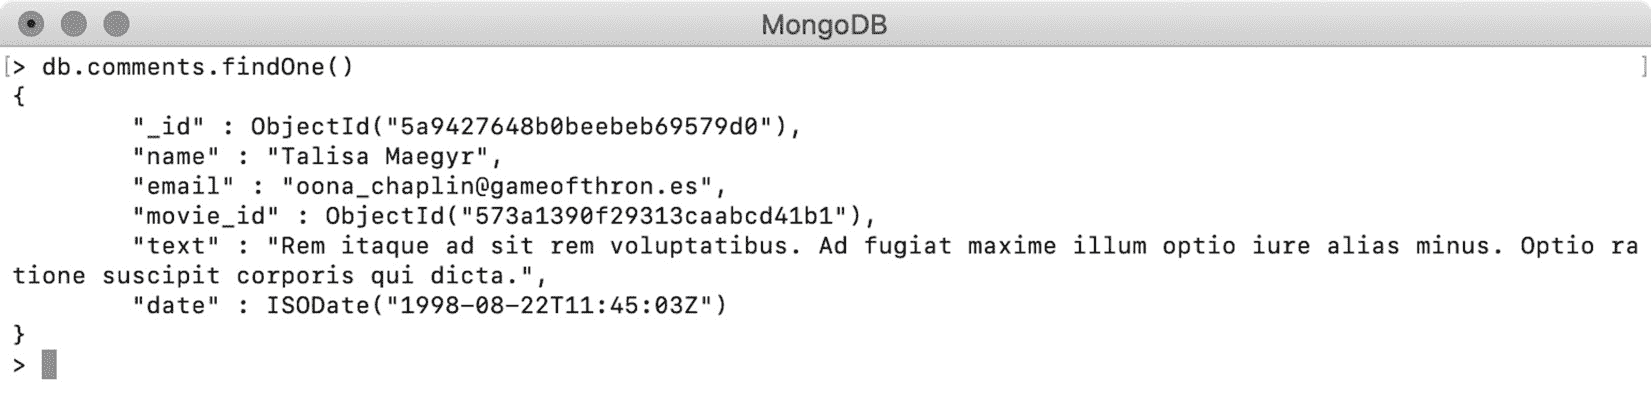 MongoDB
[> db.comments.findOne() ]
{
"_id" : ObjectId("5a9427648b0beebeb69579d0"),
"name" : "Talisa Maegyr",
"email" : "oona_chaplin@gameofthron.es",
"movie_id" : ObjectId("573a1390f29313caabcd41b1"),
"text" : "Rem itaque ad sit rem voluptatibus. Ad fugiat maxime illum optio iure alias minus. Optio ra
tione suscipit corporis qui dicta.",
"date" : ISODate("1998-08-22T11:45:03Z")
}
>